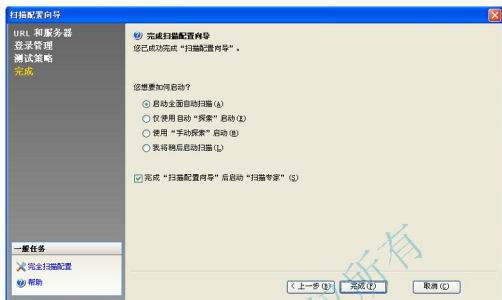 扫描配置向导
URL 和服务器
登录管理
测试策略
完成
完成扫描配置向导
您已成功完成“扫描配置向导”。
您想要如何启动?
启动全面自动扫描(A)
仅使用自动“探索”启动(X)
使用“手动探索”启动(M)
我将稍后启动扫描(L)
完成“扫描配置向导”后启动“扫描专家”(S)
一般任务
完全扫描配置
帮助
<上一步(B)
完成(F)
取消(C)
所有